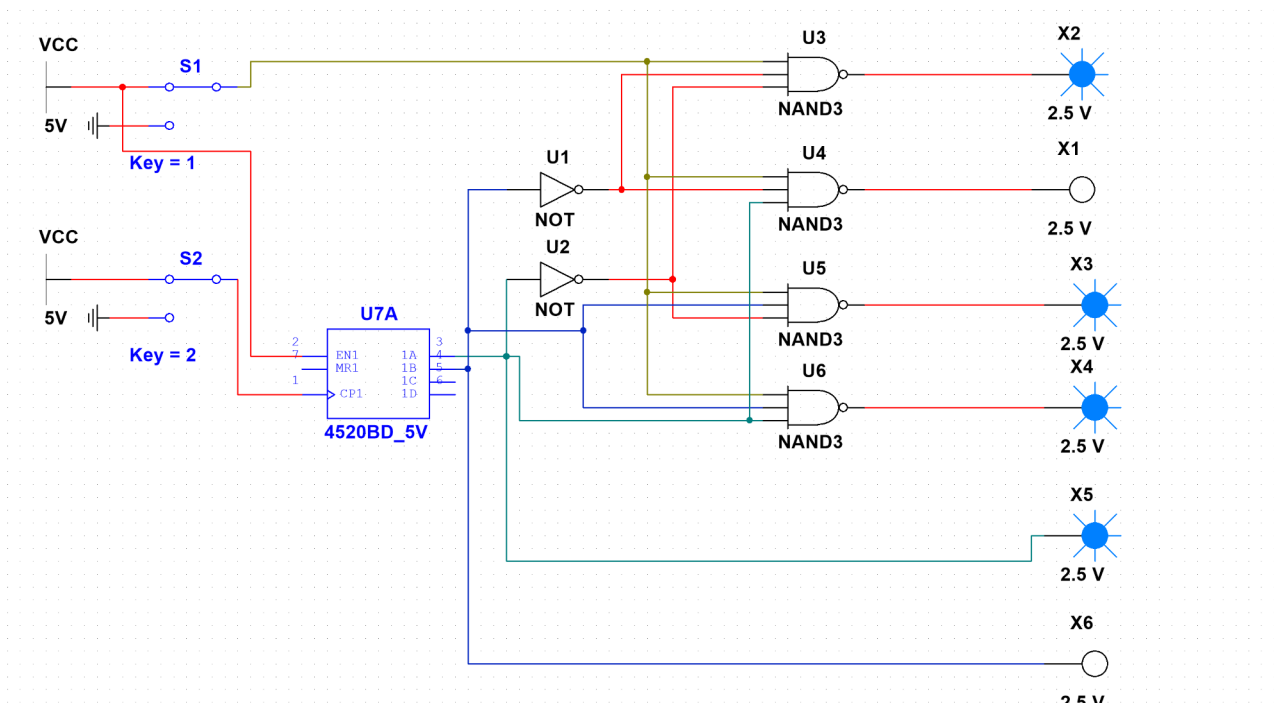 VCC
S1
5V
Key = 1
VCC
S2
5V
Key = 2
U7A
2
7
1
EN1
MR1
CP1
1A
1B
1C
1D
3
4
5
6
4520BD_5V
U1
NOT
U2
NOT
U3
NAND3
U4
NAND3
U5
NAND3
U6
NAND3
X2
2.5 V
X1
2.5 V
X3
2.5 V
X4
2.5 V
X5
2.5 V
X6
2.5 V